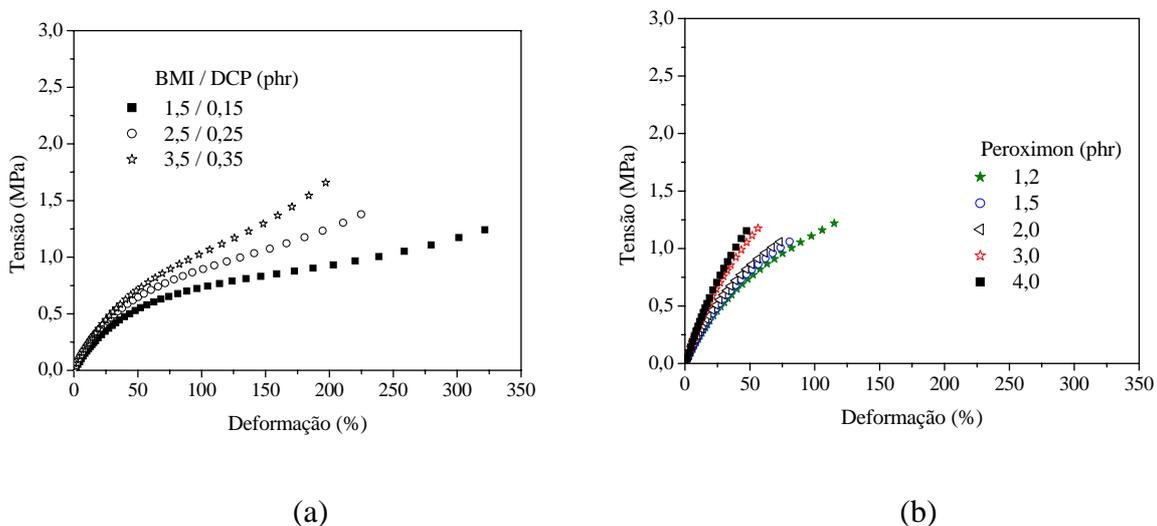 3,0
2,5
2,0
1,5
1,0
0,5
0,0
Tensão (MPa)
BMI / DCP (phr)
1,5 / 0,15
2,5 / 0,25
3,5 / 0,35
0 50 100 150 200 250 300 350
Deformação (%)
(a)
3,0
2,5
2,0
1,5
1,0
0,5
0,0
Tensão (MPa)
Peroximon (phr)
1,2
1,5
2,0
3,0
4,0
0 50 100 150 200 250 300 350
Deformação (%)
(b)